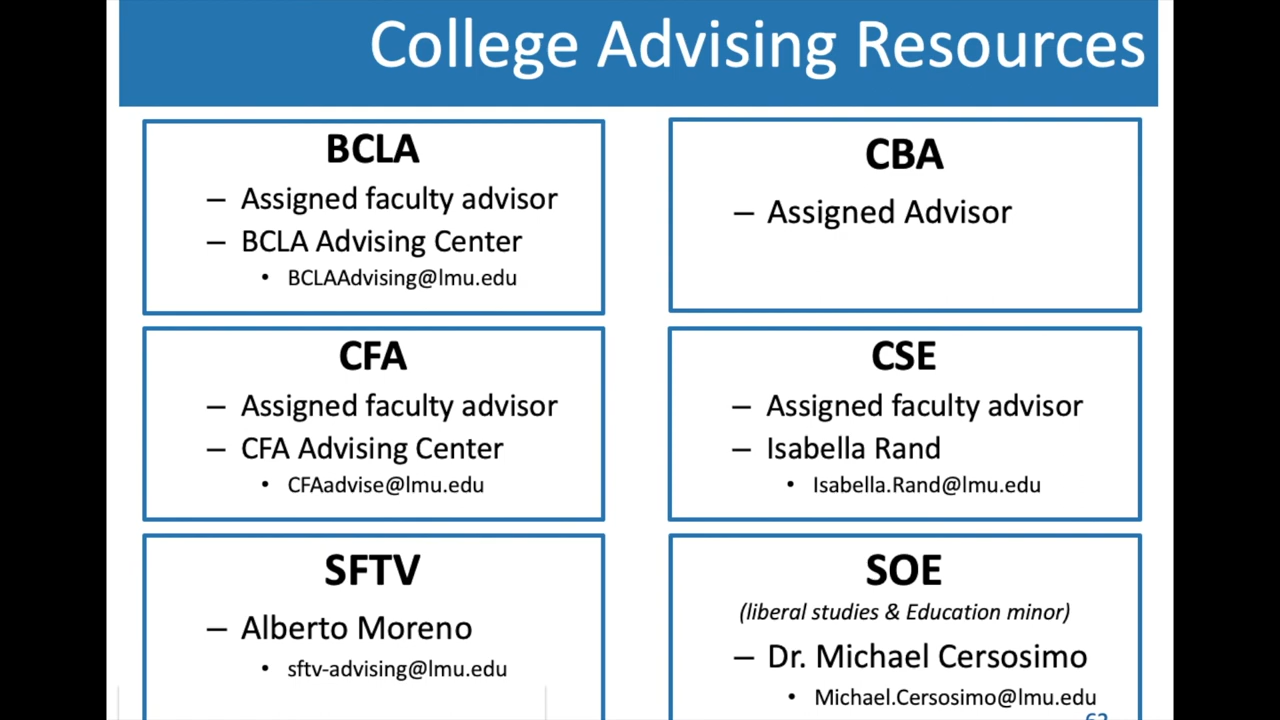 College Advising Resources
BCLA
– Assigned faculty advisor
– BCLA Advising Center
• BCLAAdvising@lmu.edu
CBA
– Assigned Advisor
CFA
– Assigned faculty advisor
– CFA Advising Center
• CFAadvise@lmu.edu
CSE
– Assigned faculty advisor
– Isabella Rand
• Isabella.Rand@lmu.edu
SFTV
– Alberto Moreno
• sftv-advising@lmu.edu
SOE
(liberal studies & Education minor)
– Dr. Michael Cersosimo
• Michael.Cersosimo@lmu.edu